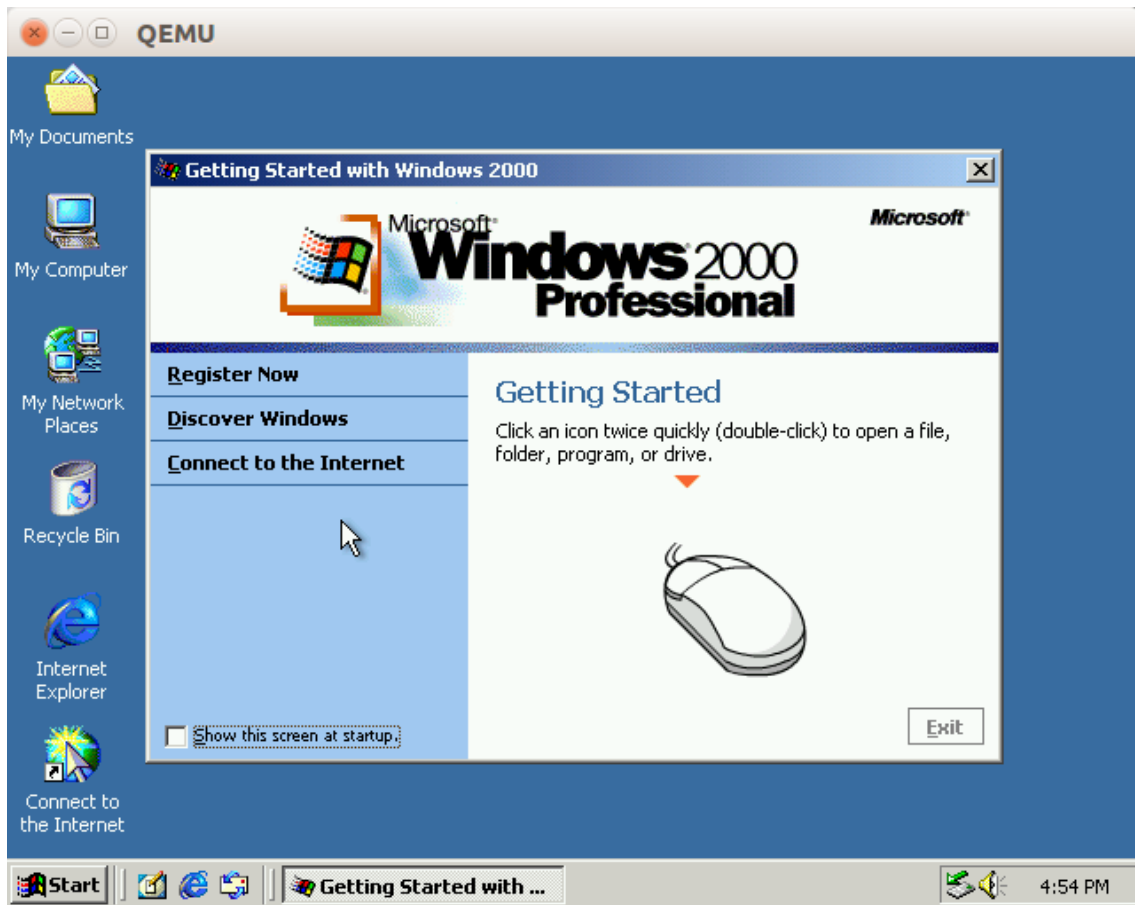 QEMU
My Documents
My Computer
My Network
Places
Recycle Bin
Internet
Explorer
Connect to
the Internet
Getting Started with Windows 2000
Microsoft
Windows 2000
Professional
Microsoft
Register Now
Discover Windows
Connect to the Internet
Show this screen at startup.
Getting Started
Click an icon twice quickly (double-click) to open a file,
folder, program, or drive.
Exit
Start
Getting Started with ...
4:54 PM